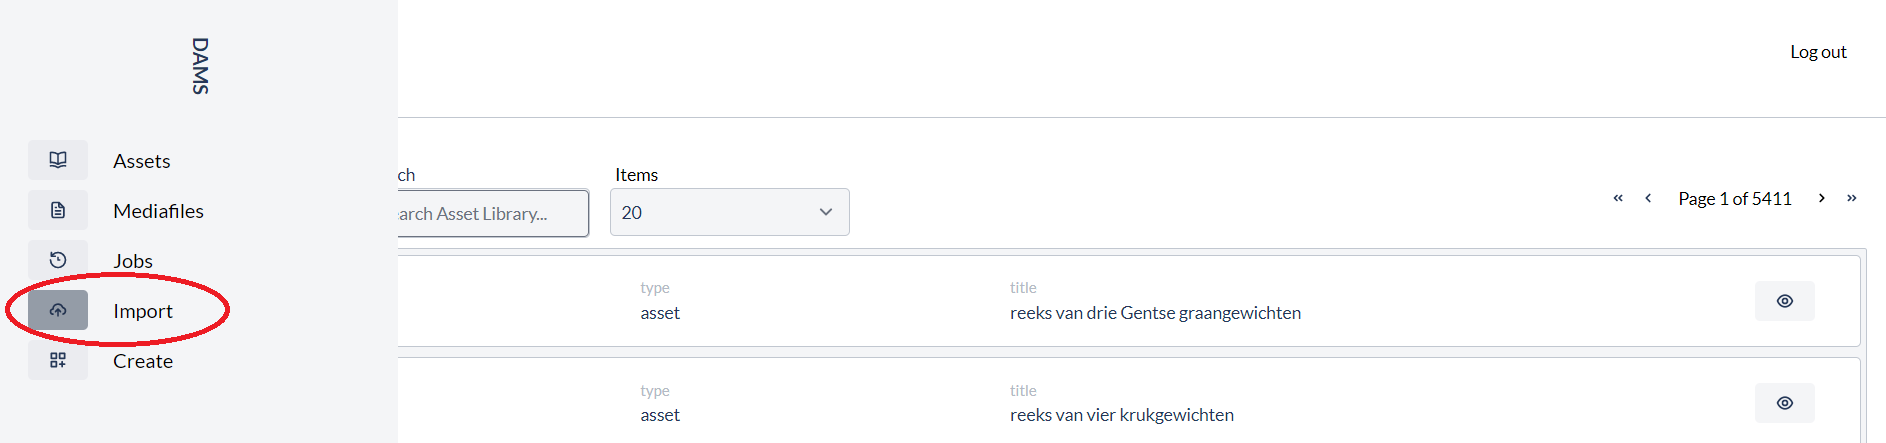 DAMS
Assets
Mediafiles
Jobs
Import
Create
Log out
ch
arch Asset Library...
Items
20
Page 1 of 5411
type
asset
title
reeks van drie Gentse graangewichten
type
asset
title
reeks van vier krukgewichten